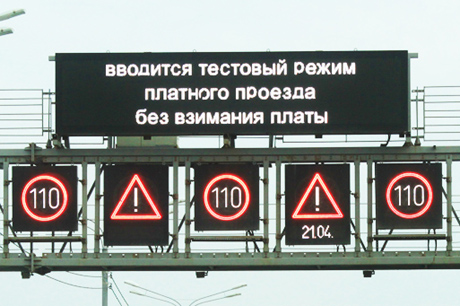 вводится тестовый режим
платного проезда
без взимания платы
110 ! 110 ! 110
21.04.